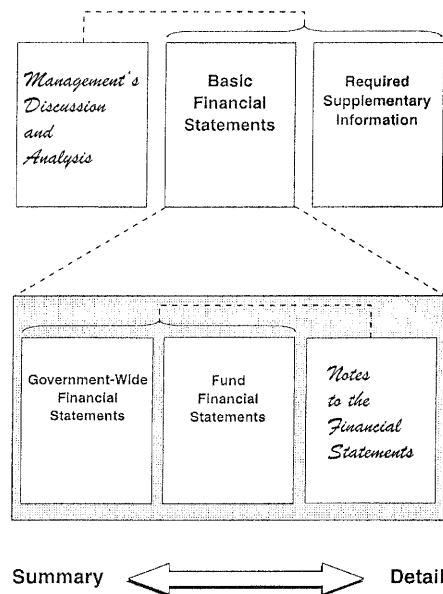 Management's
Discussion
and
Analysis
Basic
Financial
Statements
Required
Supplementary
Information
Government-Wide
Financial
Statements
Fund
Financial
Statements
Notes
to the
Financial
Statements
Summary
Detail